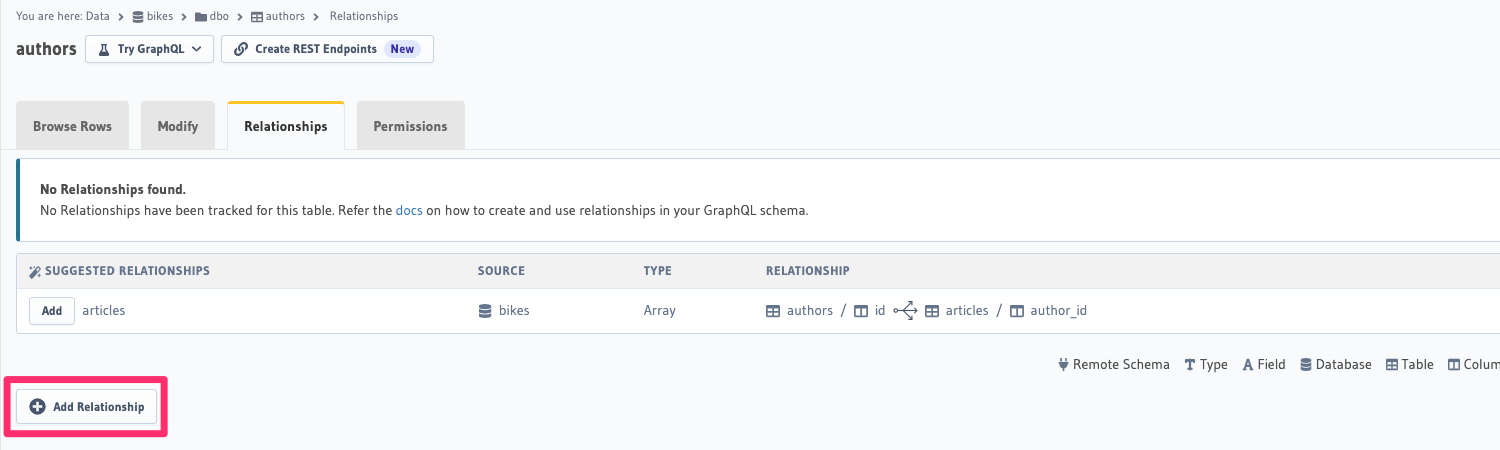 You are here: Data > bikes > dbo > authors > Relationships
authors Try GraphQL Create REST Endpoints New
Browse Rows Modify Relationships Permissions
No Relationships found.
No Relationships have been tracked for this table. Refer the docs on how to create and use relationships in your GraphQL schema.
SUGGESTED RELATIONSHIPS SOURCE TYPE RELATIONSHIP
Add articles bikes Array authors / id articles / author_id
Remote Schema Type Field Database Table Colum
Add Relationship